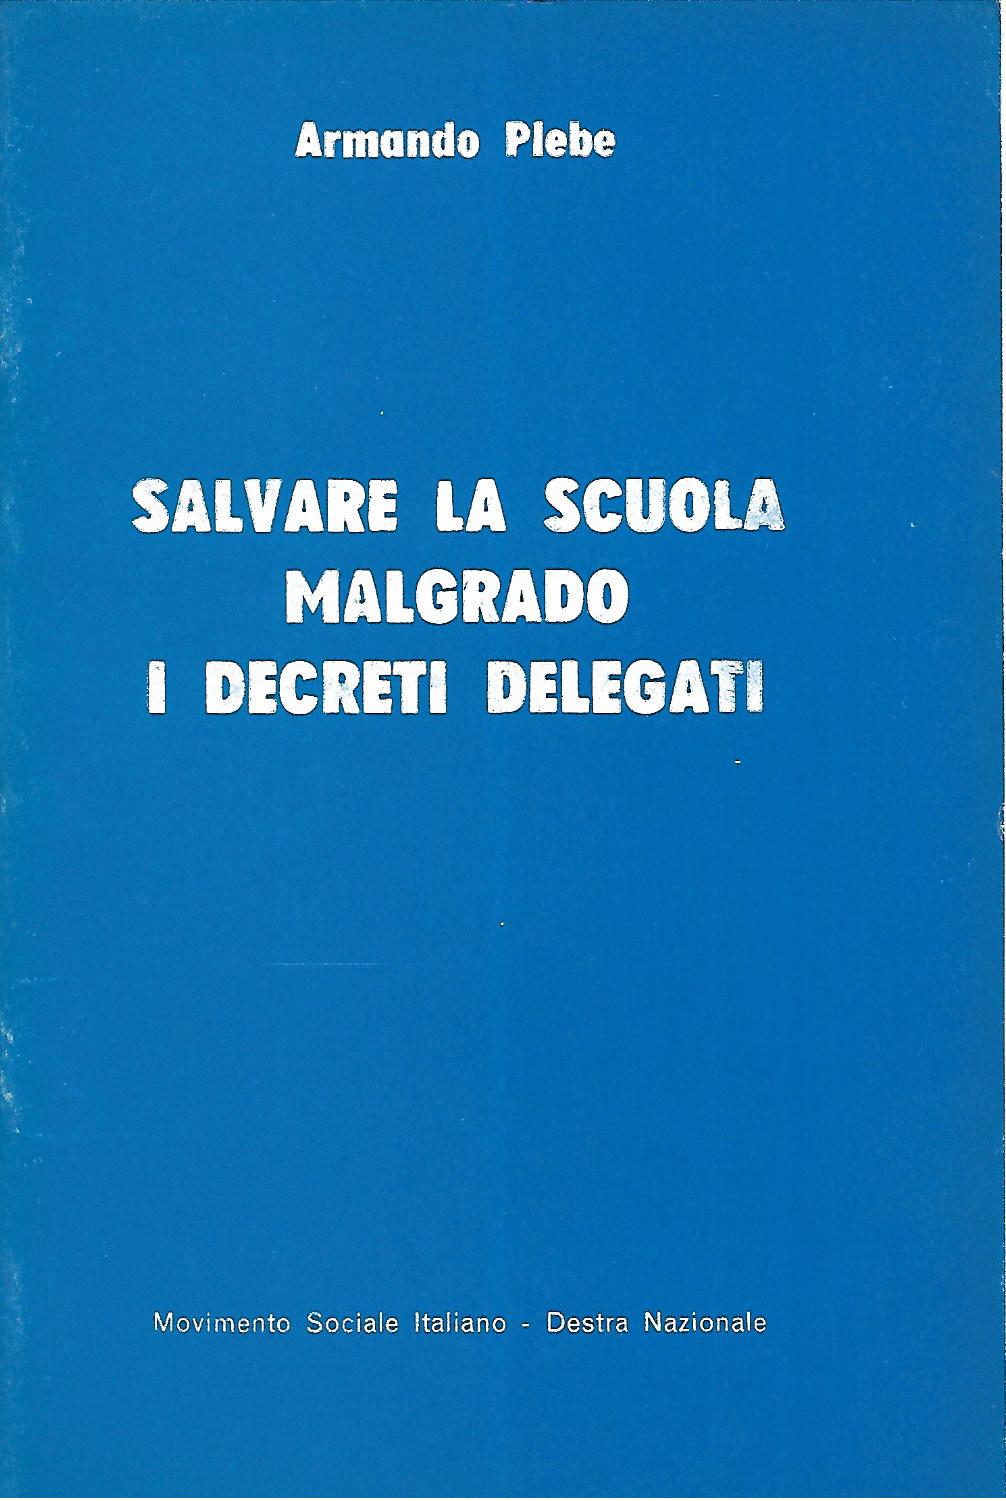 Armando Plebe
SALVARE LA SCUOLA
MALGRADO
I DECRETI DELEGATI
Movimento Sociale Italiano - Destra Nazionale